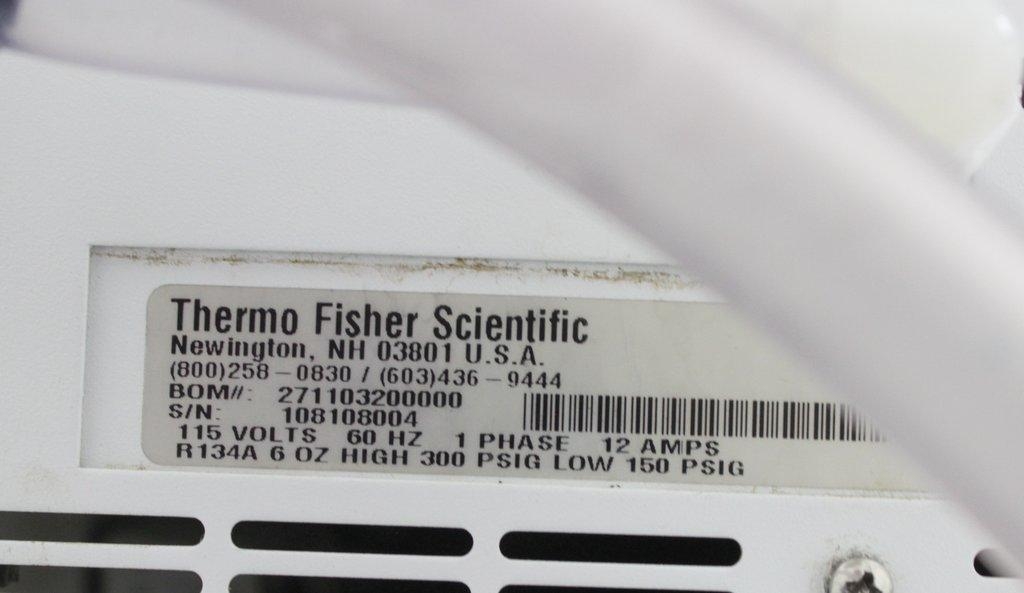 Thermo Fisher Scientific
Newington, NH 03801 U.S.A.
(800)258-0830 / (603)436-9444
BOM#: 271103200000
S/N: 108108004
115 VOLTS 60 HZ 1 PHASE 12 AMPS
R134A 6 OZ HIGH 300 PSIG LOW 150 PSIG